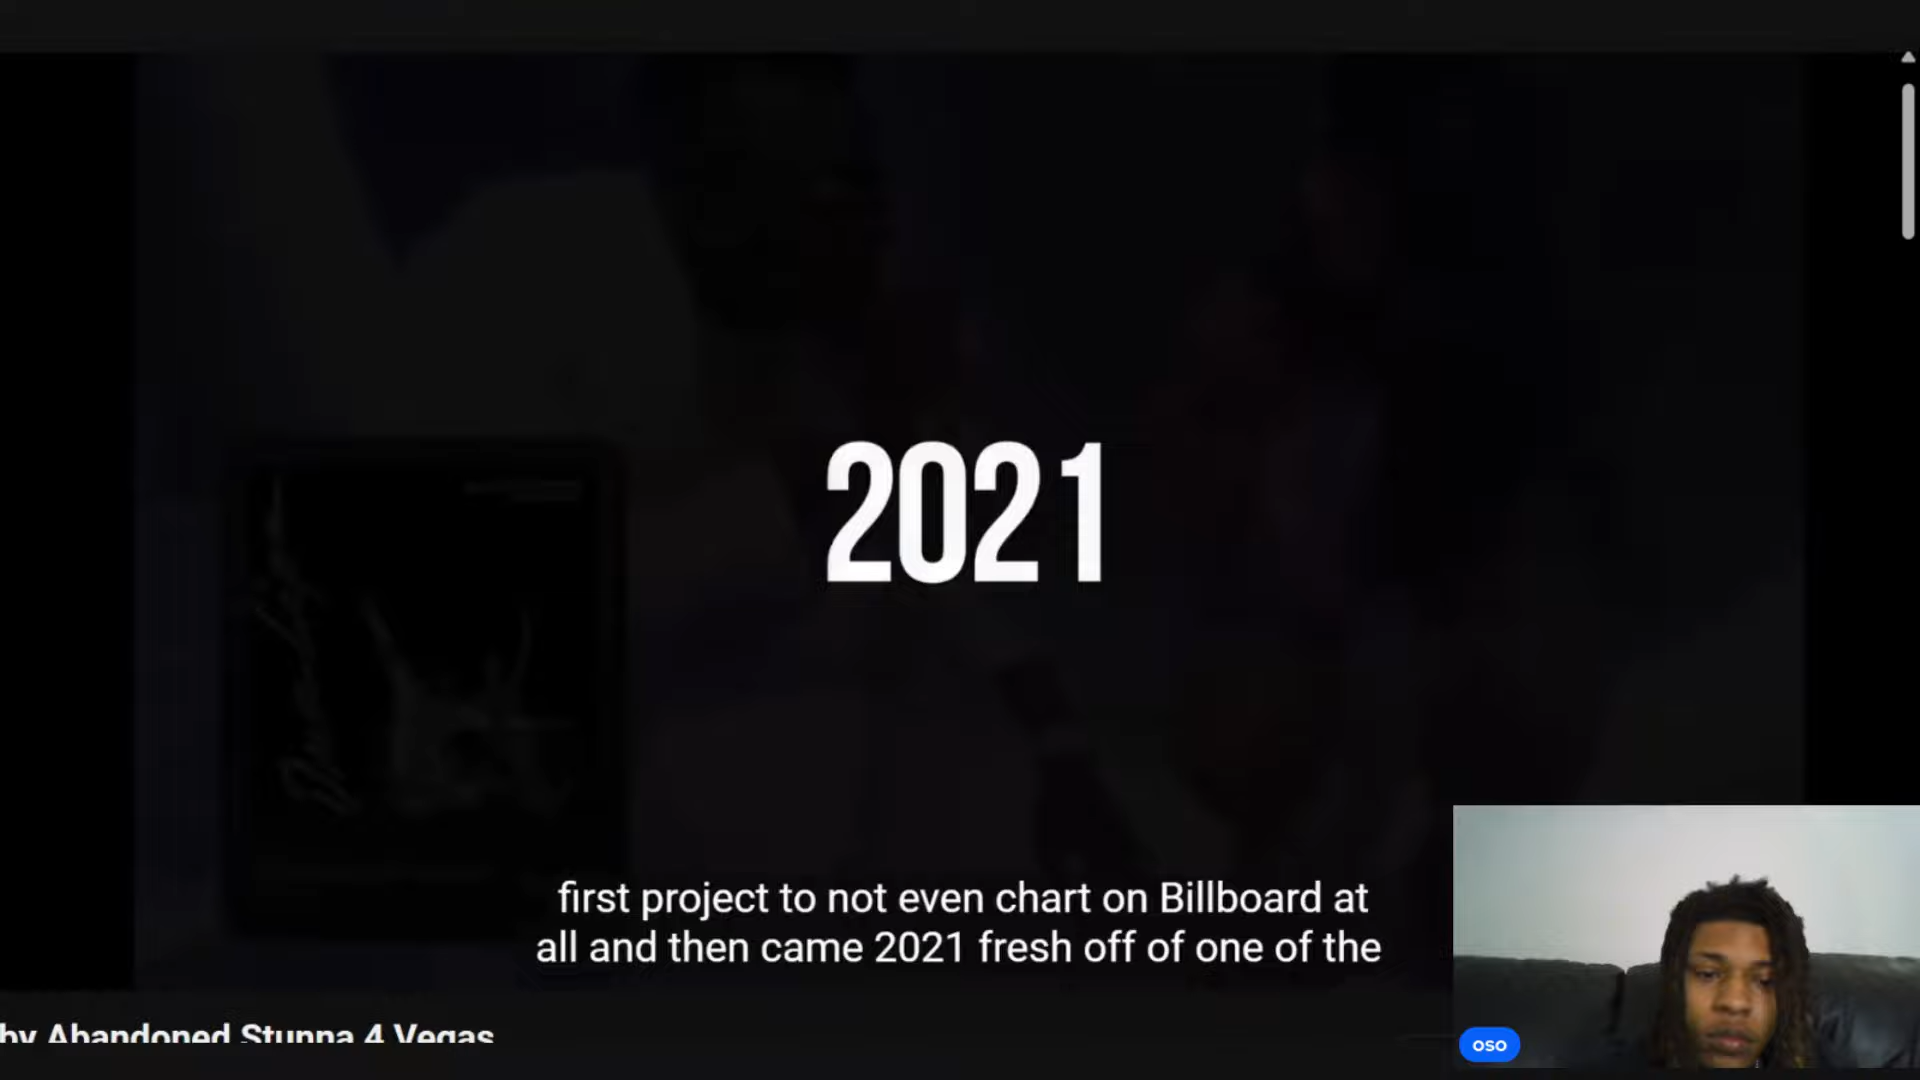 2021
first project to not even chart on Billboard at
all and then came 2021 fresh off of one of the
by Abandoned Stunna 4 Vegas
oso